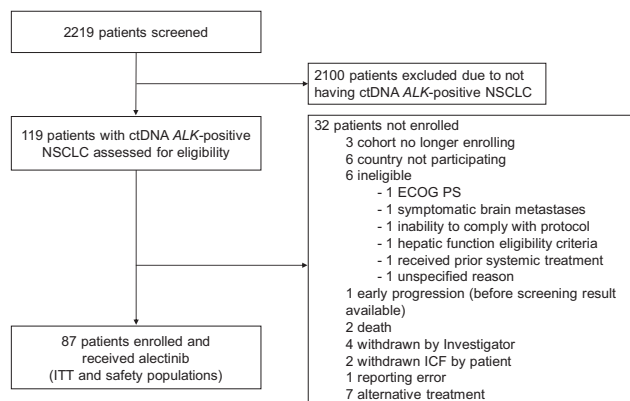 2219 patients screened
2100 patients excluded due to not
having ctDNA ALK-positive NSCLC
119 patients with ctDNA ALK-positive
NSCLC assessed for eligibility
32 patients not enrolled
3 cohort no longer enrolling
6 country not participating
6 ineligible
- 1 ECOG PS
- 1 symptomatic brain metastases
- 1 inability to comply with protocol
- 1 hepatic function eligibility criteria
- 1 received prior systemic treatment
- 1 unspecified reason
1 early progression (before screening result
available)
2 death
4 withdrawn by Investigator
2 withdrawn ICF by patient
1 reporting error
7 alternative treatment
87 patients enrolled and
received alectinib
(ITT and safety populations)